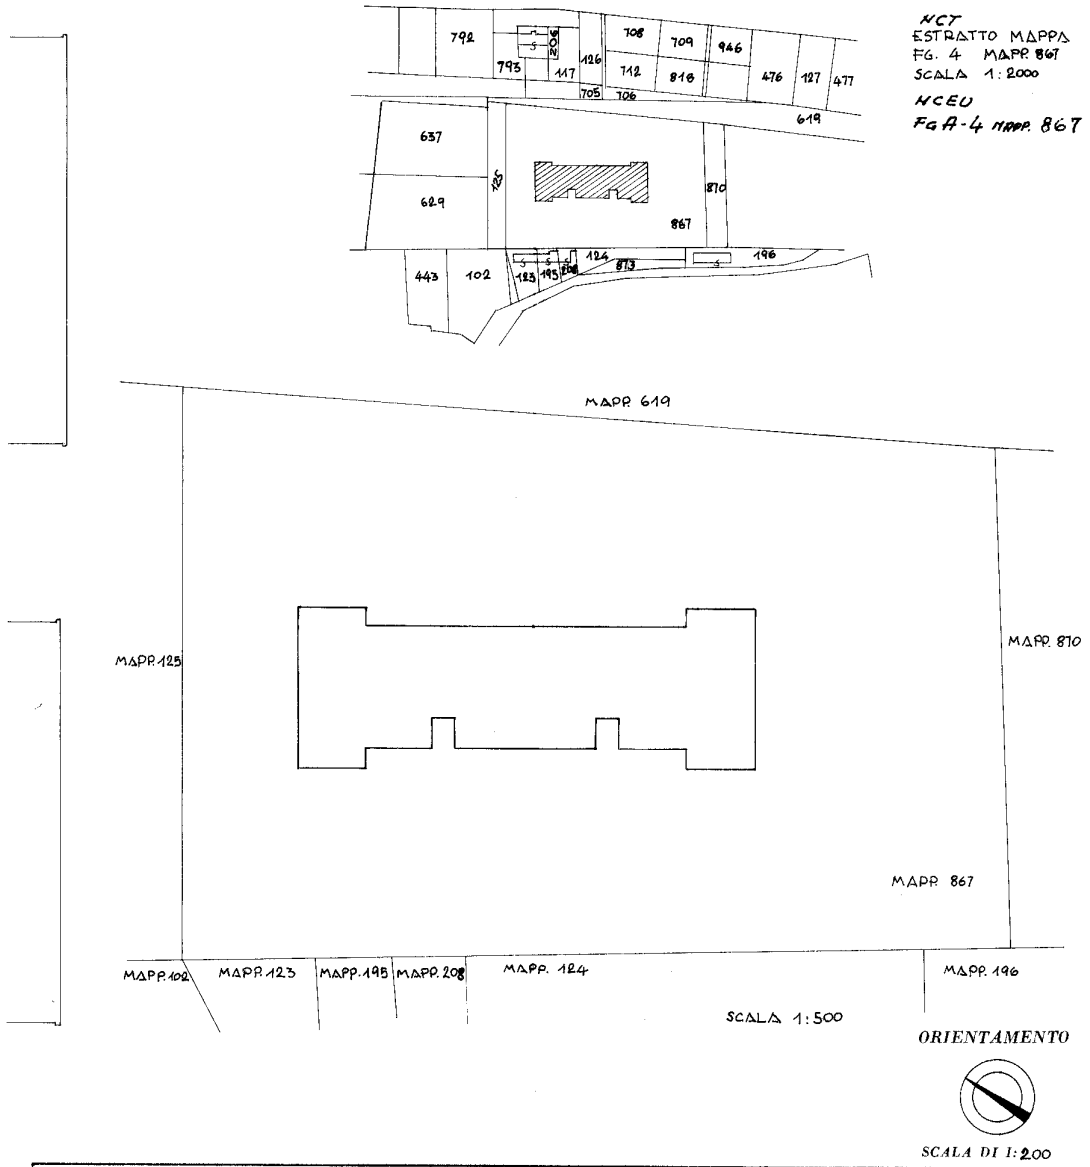 NCT
ESTRATTO MAPPA
FG. 4 MAPP. 867
SCALA 1:2000
NCEU
FG A-4 MAPP. 867
792
206
793
117
126
708
709
946
712
818
476
127
477
705
706
619
637
125
870
629
867
443
102
123
195
208
124
873
196
MAPP. 619
MAPP. 125
MAPP. 870
MAPP. 867
MAPP. 102
MAPP. 123
MAPP. 195
MAPP. 208
MAPP. 124
MAPP. 196
SCALA 1:500
ORIENTAMENTO
SCALA DI 1:200